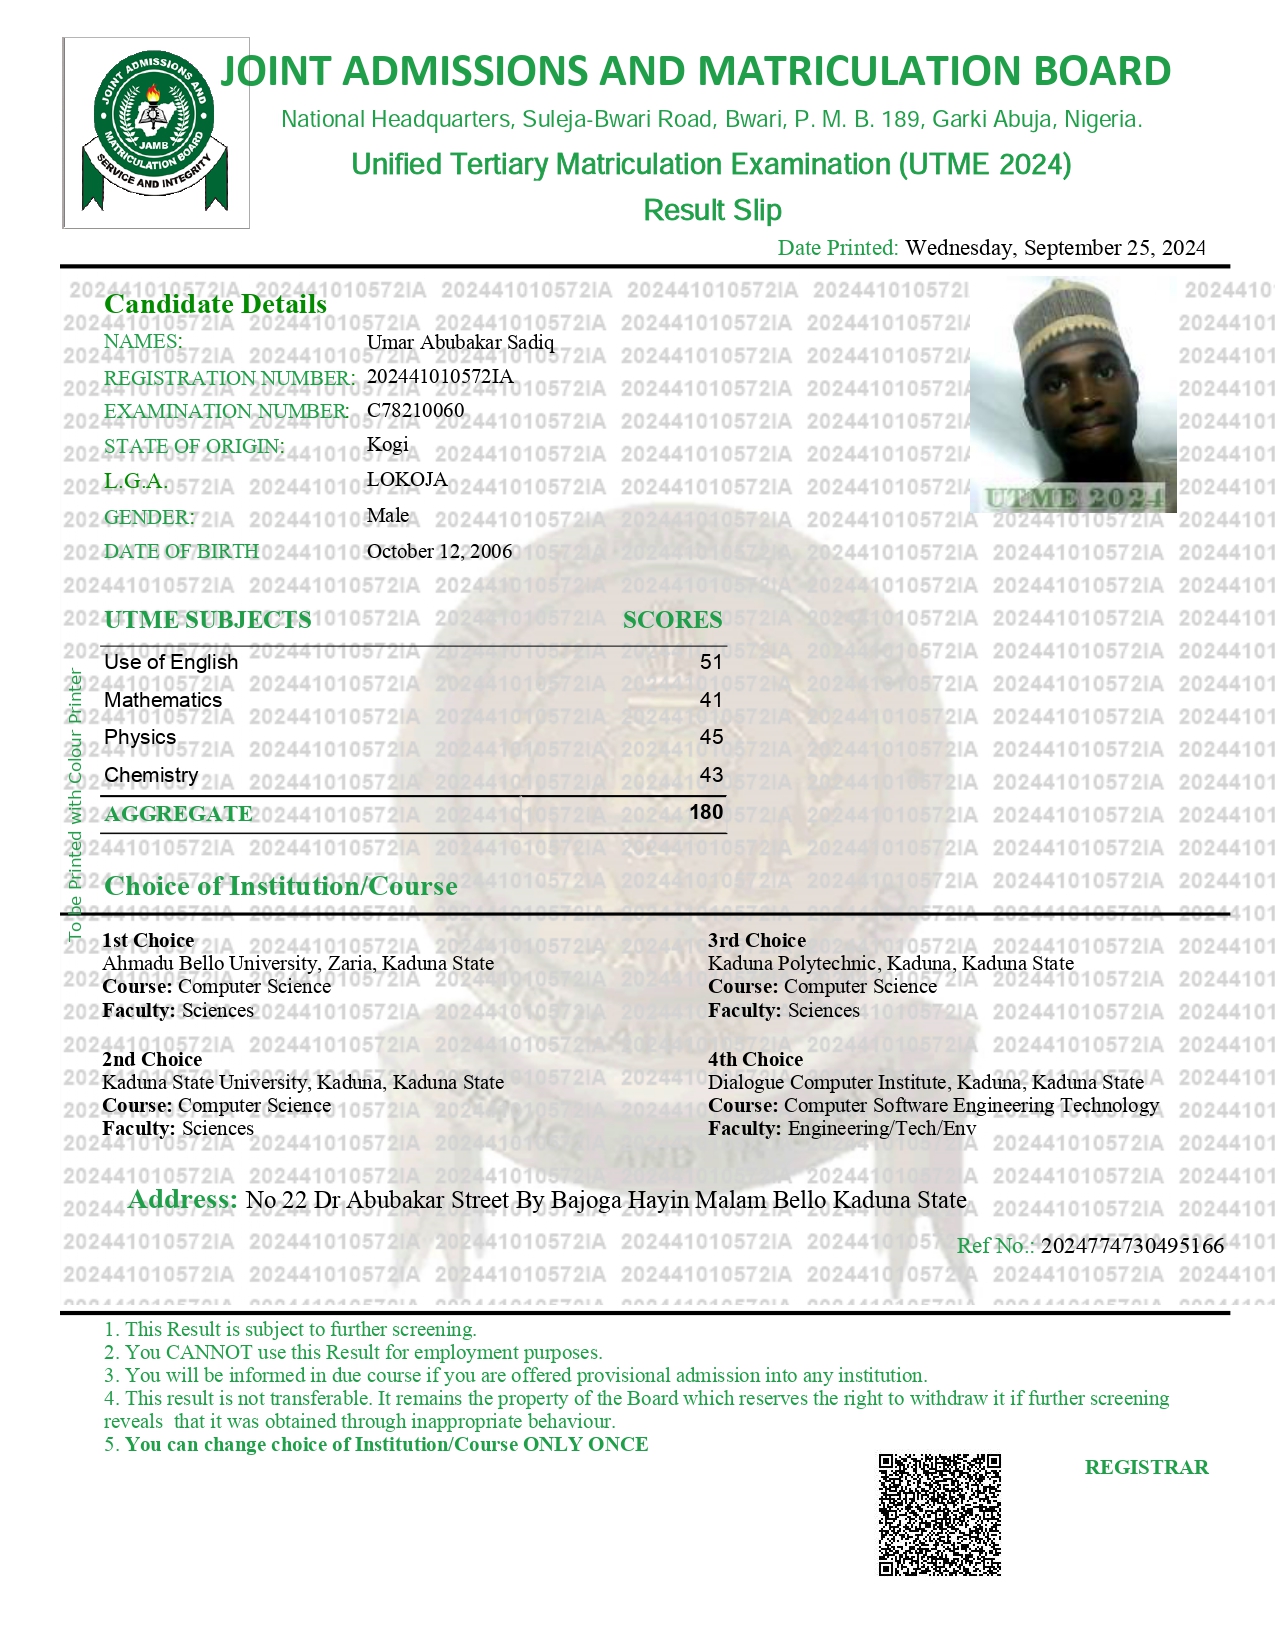 JOINT ADMISSIONS AND MATRICULATION BOARD
JOINT ADMISSIONS AND
MATRICULATION BOARD
JAMB
SERVICE AND INTEGRITY
National Headquarters, Suleja-Bwari Road, Bwari, P. M. B. 189, Garki Abuja, Nigeria.
Unified Tertiary Matriculation Examination (UTME 2024)
Result Slip
Date Printed: Wednesday, September 25, 2024
Candidate Details
NAMES: Umar Abubakar Sadiq
REGISTRATION NUMBER: 202441010572IA
EXAMINATION NUMBER: C78210060
STATE OF ORIGIN: Kogi
L.G.A. LOKOJA
GENDER: Male
DATE OF BIRTH October 12, 2006
UTME 2024
UTME SUBJECTS SCORES
Use of English 51
Mathematics 41
Physics 45
Chemistry 43
AGGREGATE 180
To be Printed with Colour Printer
Choice of Institution/Course
1st Choice
Ahmadu Bello University, Zaria, Kaduna State
Course: Computer Science
Faculty: Sciences
2nd Choice
Kaduna State University, Kaduna, Kaduna State
Course: Computer Science
Faculty: Sciences
3rd Choice
Kaduna Polytechnic, Kaduna, Kaduna State
Course: Computer Science
Faculty: Sciences
4th Choice
Dialogue Computer Institute, Kaduna, Kaduna State
Course: Computer Software Engineering Technology
Faculty: Engineering/Tech/Env
Address: No 22 Dr Abubakar Street By Bajoga Hayin Malam Bello Kaduna State
Ref No.: 2024774730495166
1. This Result is subject to further screening.
2. You CANNOT use this Result for employment purposes.
3. You will be informed in due course if you are offered provisional admission into any institution.
4. This result is not transferable. It remains the property of the Board which reserves the right to withdraw it if further screening
reveals that it was obtained through inappropriate behaviour.
5. You can change choice of Institution/Course ONLY ONCE
REGISTRAR